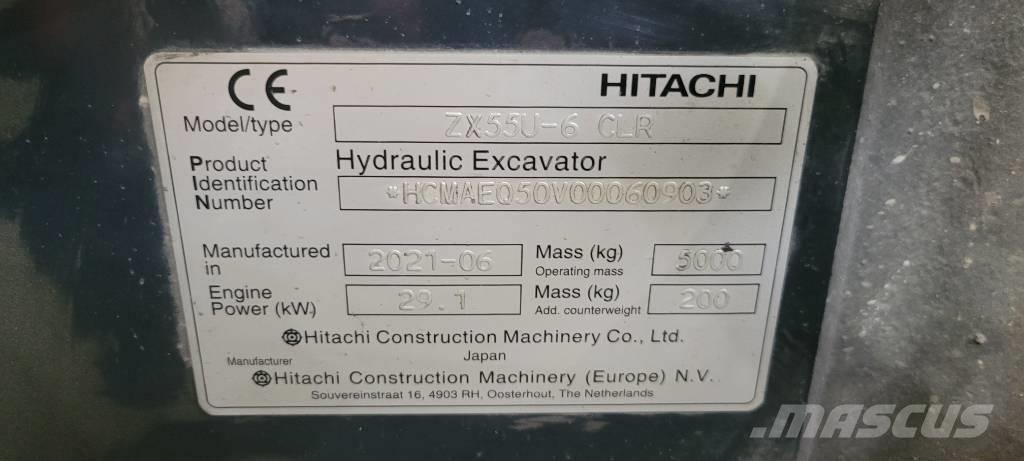 CE HITACHI
Model/type ZX55U-6 CLR
Product Hydraulic Excavator
Identification *HCMAEQ50V00060903*
Number
Manufactured in 2021-06 Mass (kg) Operating mass 5000
Engine Power (kW) 29.1 Mass (kg) Add. counterweight 200
Hitachi Construction Machinery Co., Ltd.
Japan
Manufacturer
Hitachi Construction Machinery (Europe) N.V.
Souvereinstraat 16, 4903 RH, Oosterhout, The Netherlands
MASCUS